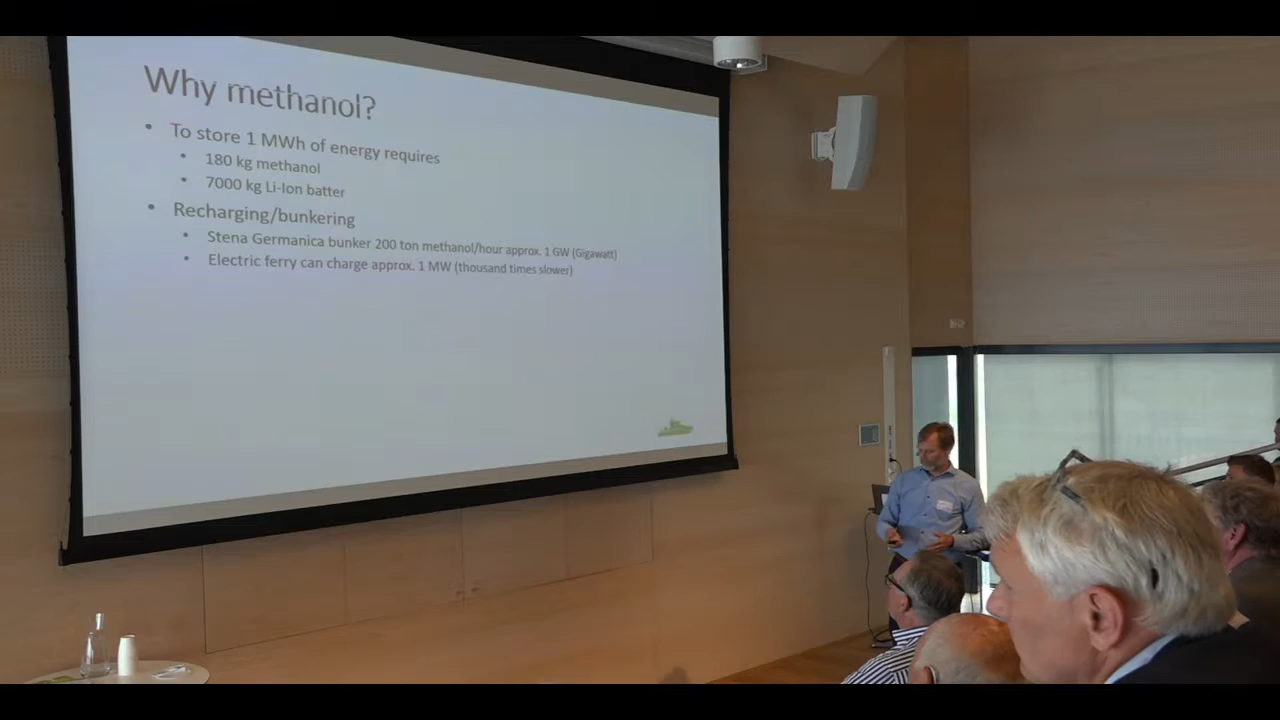 Why methanol?
• To store 1 MWh of energy requires
• 180 kg methanol
• 7000 kg Li-Ion batter
• Recharging/bunkering
• Stena Germanica bunker 200 ton methanol/hour approx. 1 GW (Gigawatt)
• Electric ferry can charge approx. 1 MW (thousand times slower)